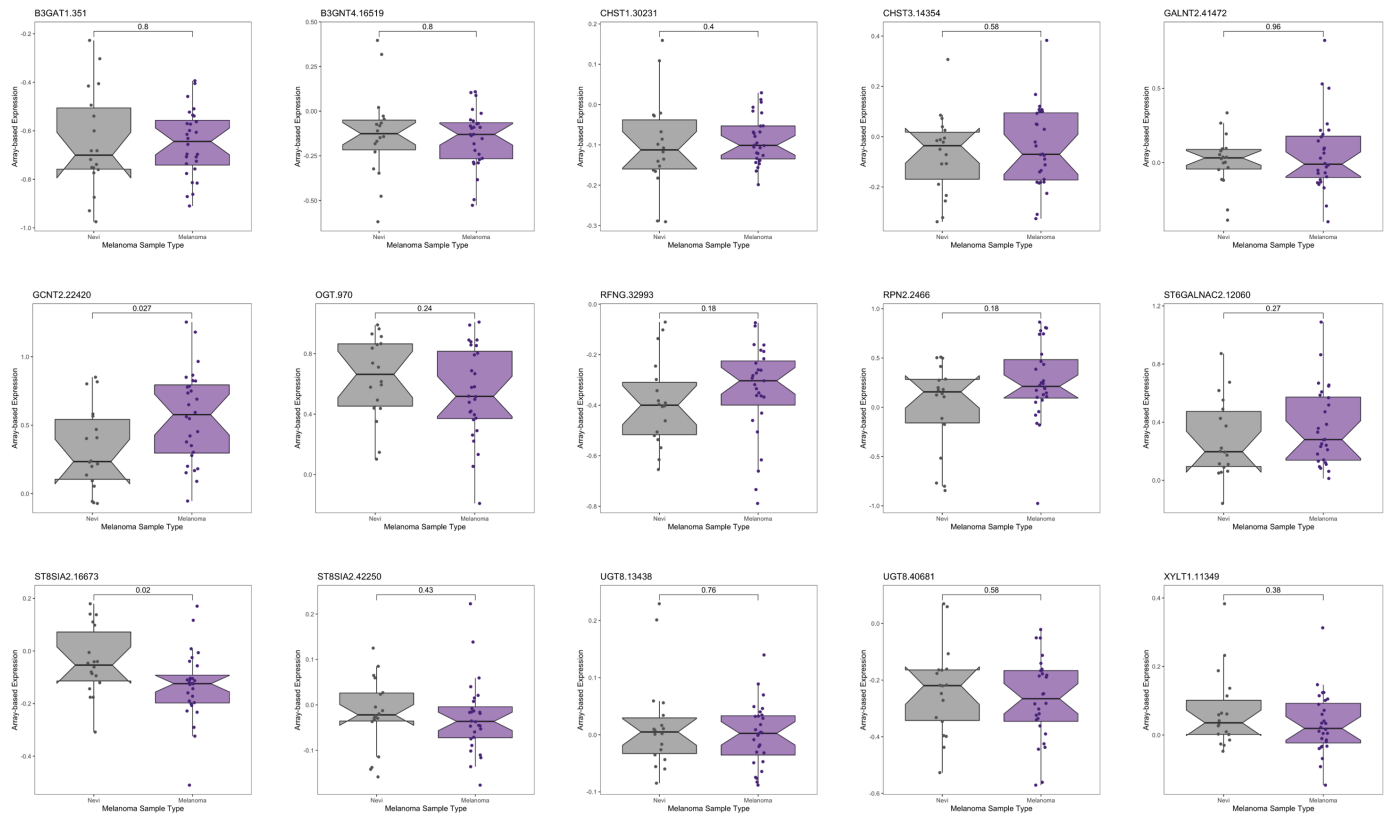 B3GAT1.351
0.8
-0.2
-0.4
-0.6
-0.8
-1.0
Array-based Expression
Nevi
Melanoma
Melanoma Sample Type
B3GNT4.16519
0.8
0.50
0.25
0.00
-0.25
-0.50
Array-based Expression
Nevi
Melanoma
Melanoma Sample Type
CHST1.30231
0.4
0.2
0.1
0.0
-0.1
-0.2
-0.3
Array-based Expression
Nevi
Melanoma
Melanoma Sample Type
CHST3.14354
0.58
0.4
0.2
0.0
-0.2
Array-based Expression
Nevi
Melanoma
Melanoma Sample Type
GALNT2.41472
0.96
0.5
0.0
Array-based Expression
Nevi
Melanoma
Melanoma Sample Type
GCNT2.22420
0.027
1.0
0.5
0.0
Array-based Expression
Nevi
Melanoma
Melanoma Sample Type
OGT.970
0.24
0.8
0.4
0.0
Array-based Expression
Nevi
Melanoma
Melanoma Sample Type
RFNG.32993
0.18
0.0
-0.2
-0.4
-0.6
-0.8
Array-based Expression
Nevi
Melanoma
Melanoma Sample Type
RPN2.2466
0.18
1.0
0.5
0.0
-0.5
-1.0
Array-based Expression
Nevi
Melanoma
Melanoma Sample Type
ST6GALNAC2.12060
0.27
1.2
0.8
0.4
0.0
Array-based Expression
Nevi
Melanoma
Melanoma Sample Type
ST8SIA2.16673
0.02
0.2
0.0
-0.2
-0.4
Array-based Expression
Nevi
Melanoma
Melanoma Sample Type
ST8SIA2.42250
0.43
0.2
0.1
0.0
-0.1
Array-based Expression
Nevi
Melanoma
Melanoma Sample Type
UGT8.13438
0.76
0.2
0.1
0.0
-0.1
Array-based Expression
Nevi
Melanoma
Melanoma Sample Type
UGT8.40681
0.58
0.0
-0.2
-0.4
-0.6
Array-based Expression
Nevi
Melanoma
Melanoma Sample Type
XYLT1.11349
0.38
0.4
0.2
0.0
Array-based Expression
Nevi
Melanoma
Melanoma Sample Type